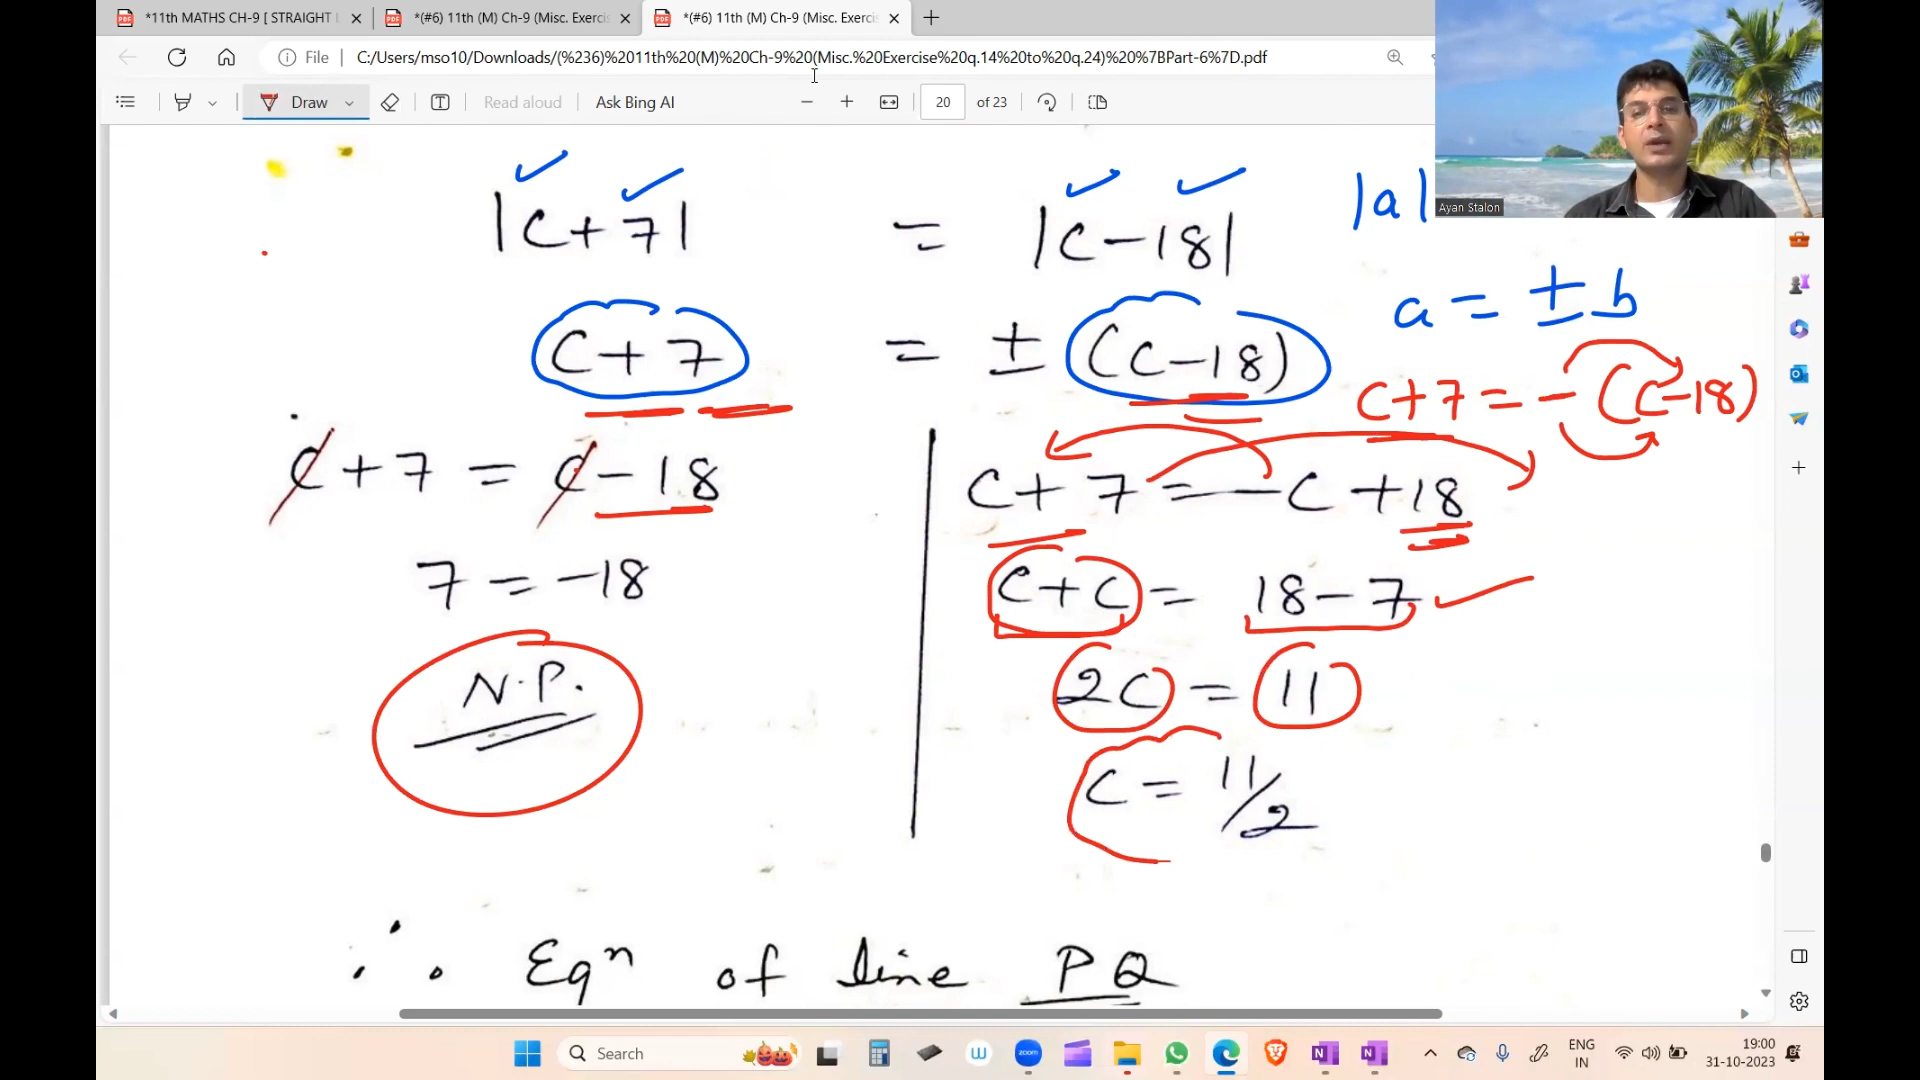 *11th MATHS CH-9 [ STRAIGHT
*(#6) 11th (M) Ch-9 (Misc. Exercis
*(#6) 11th (M) Ch-9 (Misc. Exercis
File C:/Users/mso10/Downloads/(%236)%2011th%20(M)%20Ch-9%20(Misc.%20Exercise%20q.14%20to%20q.24)%20%7BPart-6%7D.pdf
Draw Read aloud Ask Bing AI 20 of 23
Ayan Stalon
|C+7| = |C-18| |a|
a = ± b
C+7 = ± (C-18)
C+7 = - (C-18)
C+7 = C-18
C+7 = -C+18
7 = -18
C+C = 18-7
N.P.
2C = 11
C = 11/2
∴ Eqⁿ of line PQ
Search
zoom
ENG
IN
19:00
31-10-2023